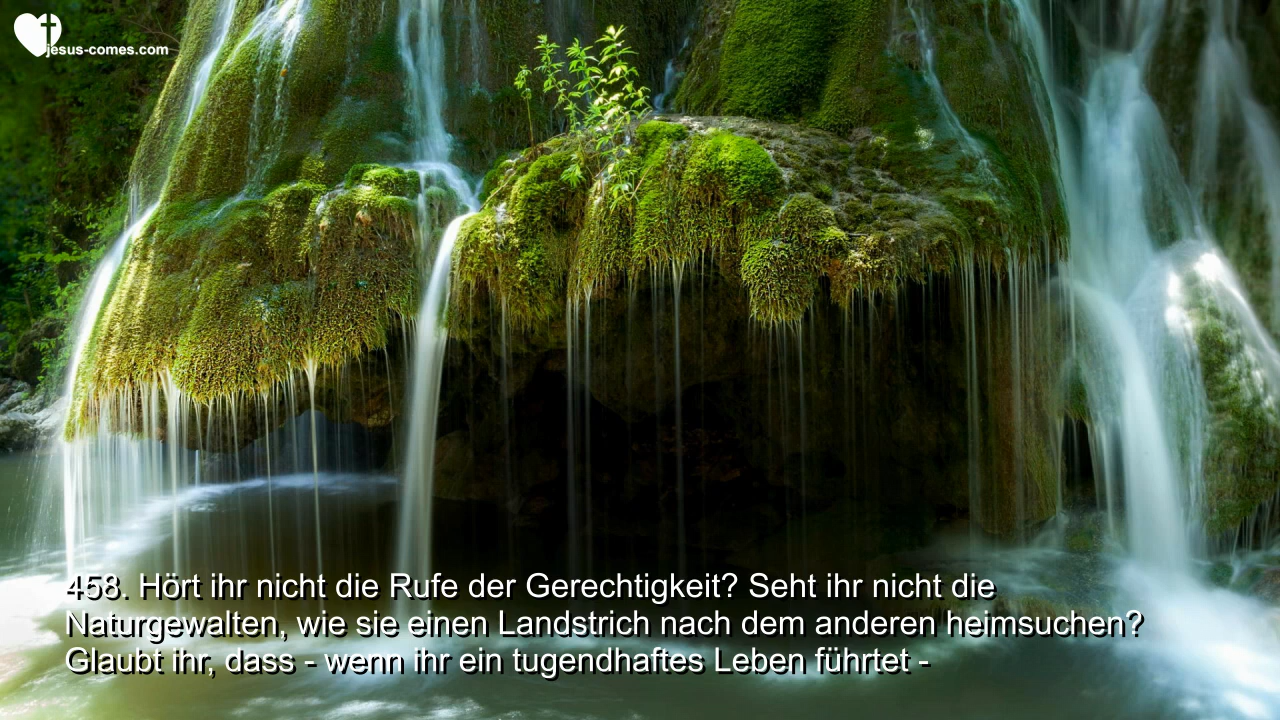 jesus-comes.com
458. Hört ihr nicht die Rufe der Gerechtigkeit? Seht ihr nicht die
Naturgewalten, wie sie einen Landstrich nach dem anderen heimsuchen?
Glaubt ihr, dass - wenn ihr ein tugendhaftes Leben führtet -